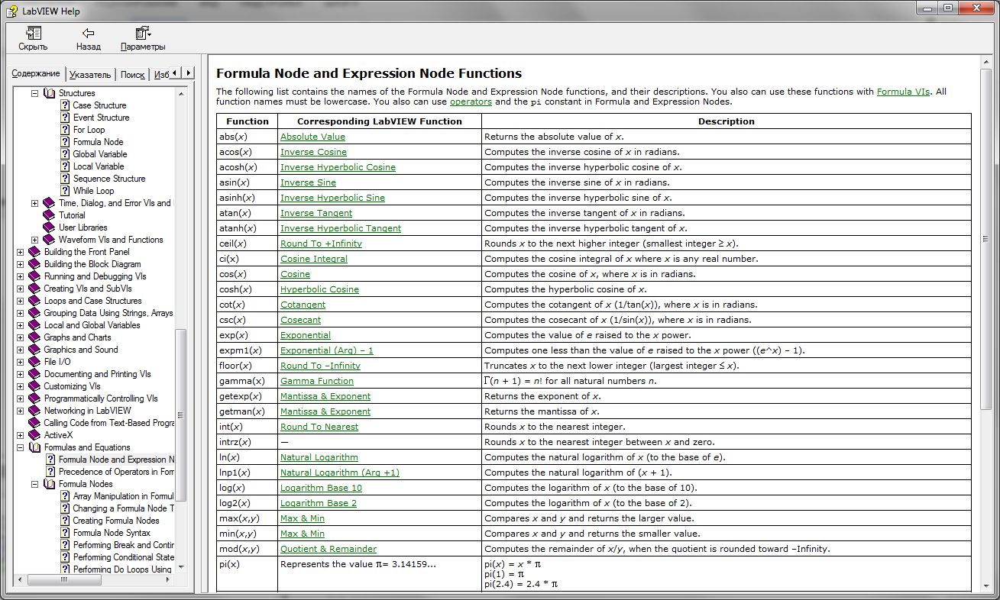 LabVIEW Help
Скрыть
Назад
Параметры
Содержание
Указатель
Поиск
Изб
Structures
Case Structure
Event Structure
For Loop
Formula Node
Global Variable
Local Variable
Sequence Structure
While Loop
Time, Dialog, and Error VIs and
Tutorial
User Libraries
Waveform VIs and Functions
Building the Front Panel
Building the Block Diagram
Running and Debugging VIs
Creating VIs and SubVIs
Loops and Case Structures
Grouping Data Using Strings, Arrays
Local and Global Variables
Graphs and Charts
Graphics and Sound
File I/O
Documenting and Printing VIs
Customizing VIs
Programmatically Controlling VIs
Networking in LabVIEW
Calling Code from Text-Based Progra
ActiveX
Formulas and Equations
Formula Node and Expression N
Precedence of Operators in Form
Formula Nodes
Array Manipulation in Formul
Changing a Formula Node T
Creating Formula Nodes
Formula Node Syntax
Performing Break and Contin
Performing Conditional State
Performing Do Loops Using
Formula Node and Expression Node Functions
The following list contains the names of the Formula Node and Expression Node functions, and their descriptions. You also can use these functions with Formula VIs. All
function names must be lowercase. You also can use operators and the pi constant in Formula and Expression Nodes.
Function Corresponding LabVIEW Function Description
abs(x) Absolute Value Returns the absolute value of x.
acos(x) Inverse Cosine Computes the inverse cosine of x in radians.
acosh(x) Inverse Hyperbolic Cosine Computes the inverse hyperbolic cosine of x.
asin(x) Inverse Sine Computes the inverse sine of x in radians.
asinh(x) Inverse Hyperbolic Sine Computes the inverse hyperbolic sine of x.
atan(x) Inverse Tangent Computes the inverse tangent of x in radians.
atanh(x) Inverse Hyperbolic Tangent Computes the inverse hyperbolic tangent of x.
ceil(x) Round To +Infinity Rounds x to the next higher integer (smallest integer ≥ x).
ci(x) Cosine Integral Computes the cosine integral of x where x is any real number.
cos(x) Cosine Computes the cosine of x, where x is in radians.
cosh(x) Hyperbolic Cosine Computes the hyperbolic cosine of x.
cot(x) Cotangent Computes the cotangent of x (1/tan(x)), where x is in radians.
csc(x) Cosecant Computes the cosecant of x (1/sin(x)), where x is in radians.
exp(x) Exponential Computes the value of e raised to the x power.
expm1(x) Exponential (Arg) – 1 Computes one less than the value of e raised to the x power ((e^x) – 1).
floor(x) Round To –Infinity Truncates x to the next lower integer (largest integer ≤ x).
gamma(x) Gamma Function Γ(n + 1) = n! for all natural numbers n.
getexp(x) Mantissa & Exponent Returns the exponent of x.
getman(x) Mantissa & Exponent Returns the mantissa of x.
int(x) Round To Nearest Rounds x to the nearest integer.
intrz(x) — Rounds x to the nearest integer between x and zero.
ln(x) Natural Logarithm Computes the natural logarithm of x (to the base of e).
lnp1(x) Natural Logarithm (Arg +1) Computes the natural logarithm of (x + 1).
log(x) Logarithm Base 10 Computes the logarithm of x (to the base of 10).
log2(x) Logarithm Base 2 Computes the logarithm of x (to the base of 2).
max(x,y) Max & Min Compares x and y and returns the larger value.
min(x,y) Max & Min Compares x and y and returns the smaller value.
mod(x,y) Quotient & Remainder Computes the remainder of x/y, when the quotient is rounded toward –Infinity.
pi(x) Represents the value π= 3.14159... pi(x) = x * π
pi(1) = π
pi(2.4) = 2.4 * π